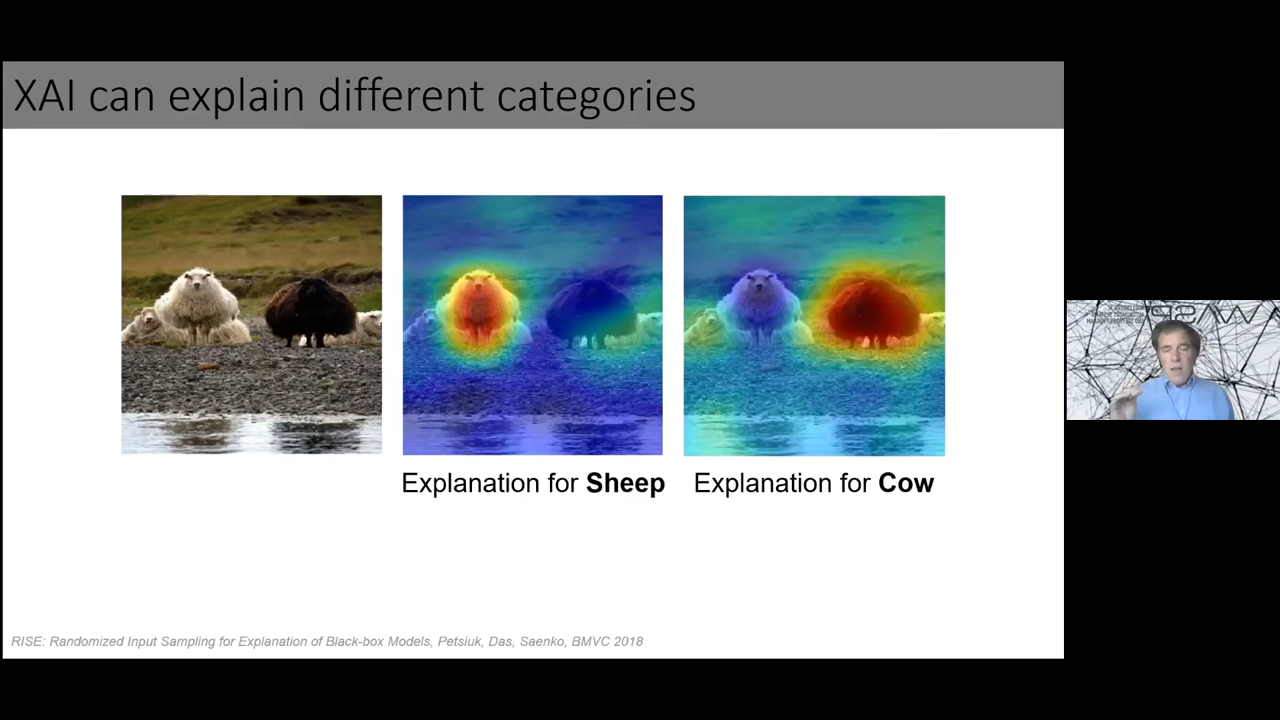 XAI can explain different categories
Explanation for Sheep
Explanation for Cow
RISE: Randomized Input Sampling for Explanation of Black-box Models, Petsiuk, Das, Saenko, BMVC 2018